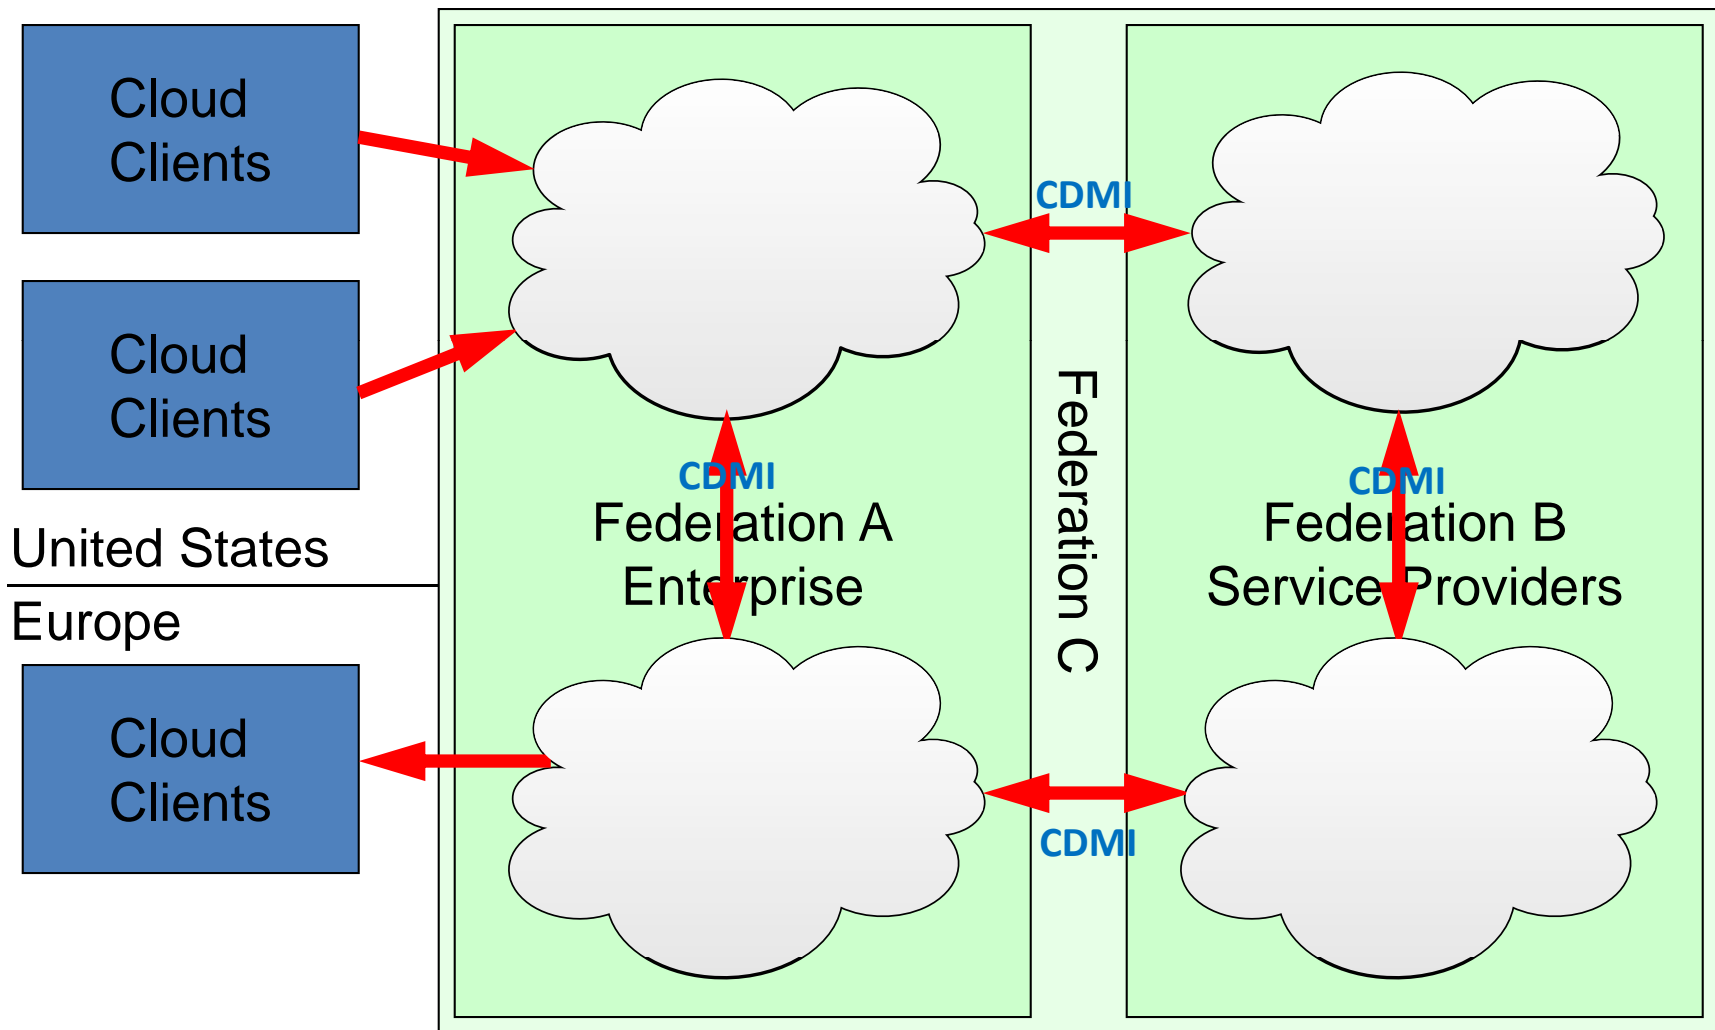 Cloud
Clients
Cloud
Clients
United States
Europe
Cloud
Clients
CDMI
Federation A
Enterprise
CDMI
Federation C
CDMI
CDMI
Federation B
Service Providers